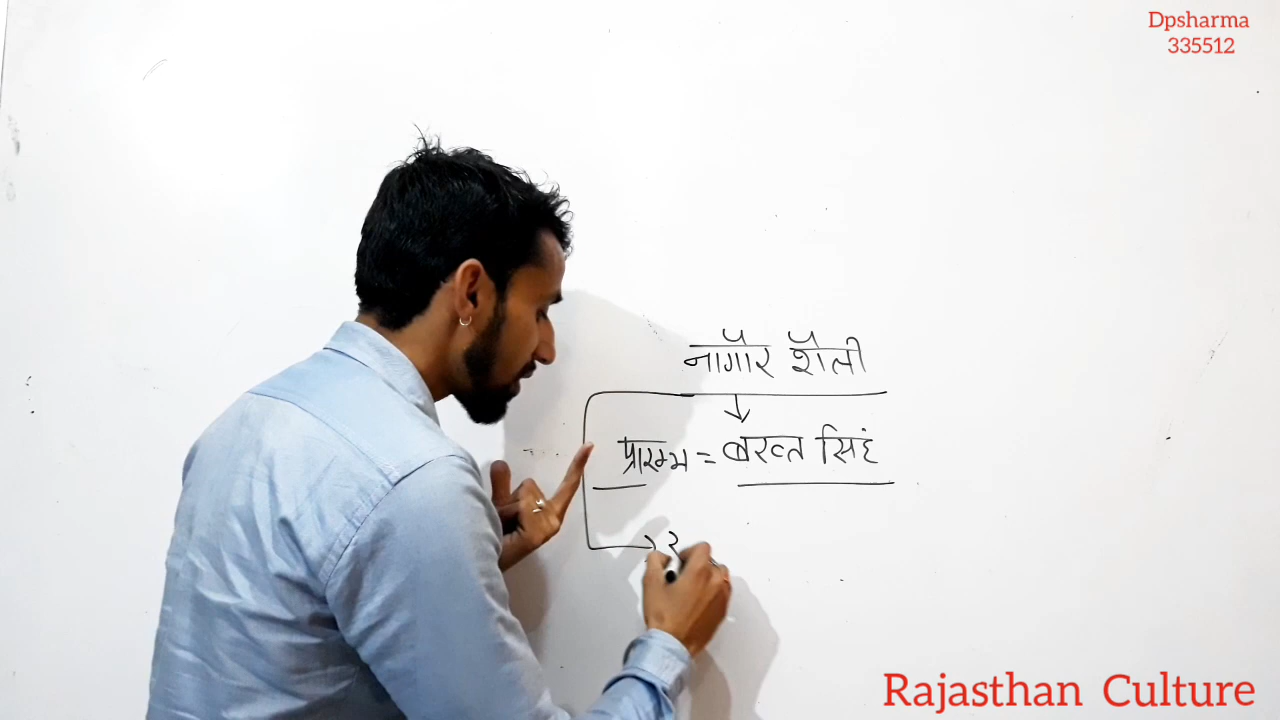 Dpsharma
335512
नागौर शैली
प्रारम्भ = बख्त सिहं
Rajasthan Culture